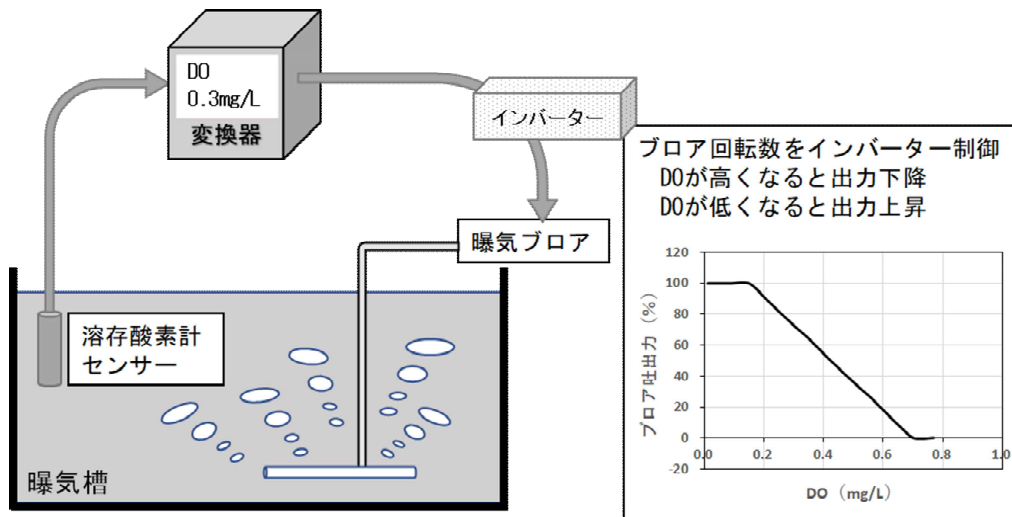 DO
0.3mg/L
変換器
インバーター
曝気ブロア
溶存酸素計
センサー
曝気槽
ブロア回転数をインバーター制御
DOが高くなると出力下降
DOが低くなると出力上昇
ブロア吐出力 (%)
120
100
80
60
40
20
0
-20
0.0 0.2 0.4 0.6 0.8 1.0
DO (mg/L)